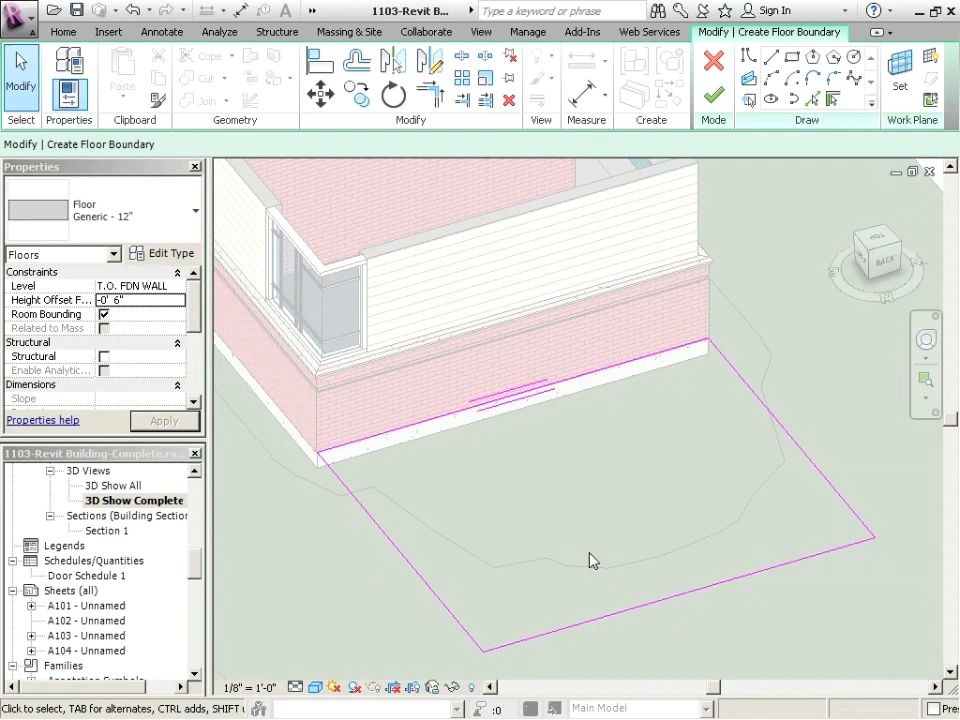 1103-Revit B...
Type a keyword or phrase
Sign In
Home Insert Annotate Analyze Structure Massing & Site Collaborate View Manage Add-Ins Web Services Modify | Create Floor Boundary
Modify
Properties
Paste
Cope
Cut
Join
Set
Select Properties Clipboard Geometry Modify View Measure Create Mode Draw Work Plane
Modify | Create Floor Boundary
Properties
Floor
Generic - 12"
Floors
Edit Type
Constraints
Level T.O. FDN WALL
Height Offset F... -0' 6"
Room Bounding
Related to Mass
Structural
Structural
Enable Analytic...
Dimensions
Slope
Properties help
Apply
1103-Revit Building-Complete.rv...
3D Views
3D Show All
3D Show Complete
Sections (Building Section
Section 1
Legends
Schedules/Quantities
Door Schedule 1
Sheets (all)
A101 - Unnamed
A102 - Unnamed
A103 - Unnamed
A104 - Unnamed
Families
Annotation Symbols
BACK
1/8" = 1'-0"
Click to select, TAB for alternates, CTRL adds, SHIFT u
:0
Main Model
Pre